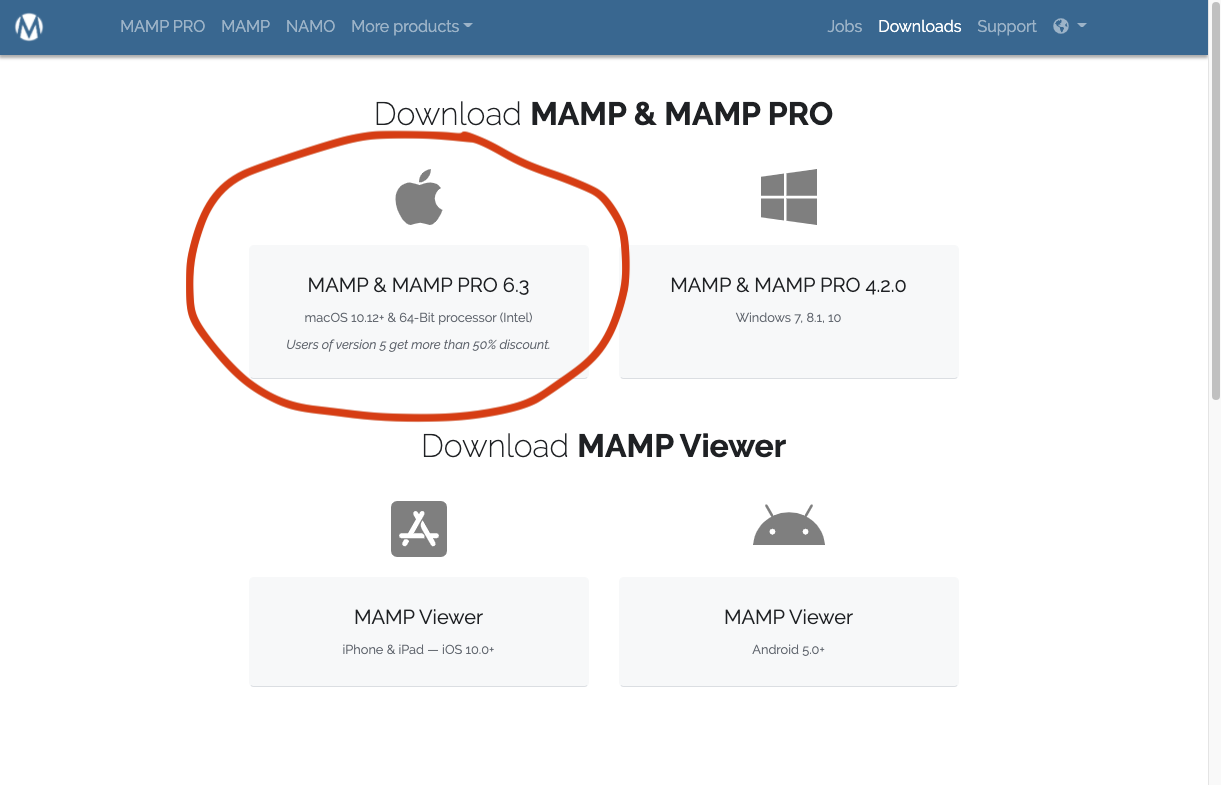 MAMP PRO MAMP NAMO More products Jobs Downloads Support
Download MAMP & MAMP PRO
MAMP & MAMP PRO 6.3
macOS 10.12+ & 64-Bit processor (Intel)
Users of version 5 get more than 50% discount.
MAMP & MAMP PRO 4.2.0
Windows 7, 8.1, 10
Download MAMP Viewer
MAMP Viewer
iPhone & iPad — iOS 10.0+
MAMP Viewer
Android 5.0+